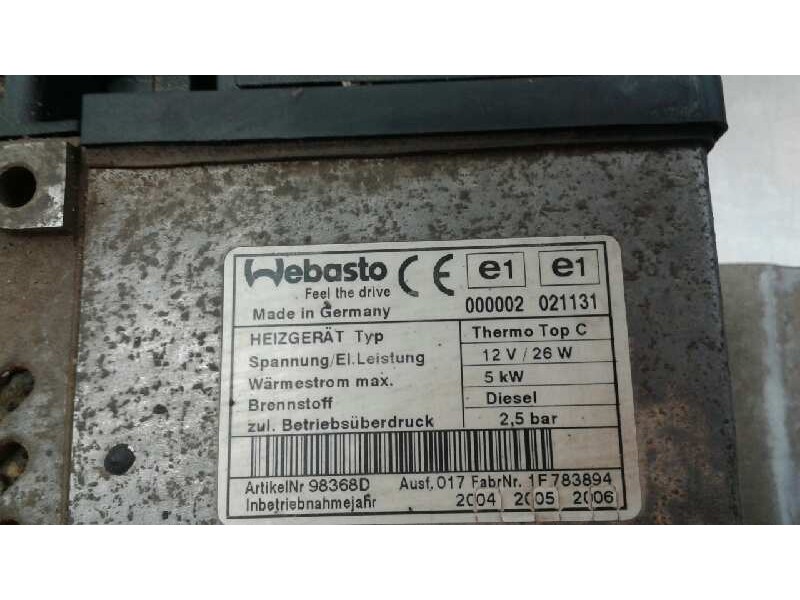 Webasto CE e1 e1
Feel the drive
Made in Germany 000002 021131
HEIZGERÄT Typ Thermo Top C
Spannung/El.Leistung 12 V / 26 W
Wärmestrom max. 5 kW
Brennstoff Diesel
zul. Betriebsüberdruck 2,5 bar
ArtikelNr 98368D Ausf. 017 FabrNr. 1F783894
Inbetriebnahmejahr 2004 2005 2006